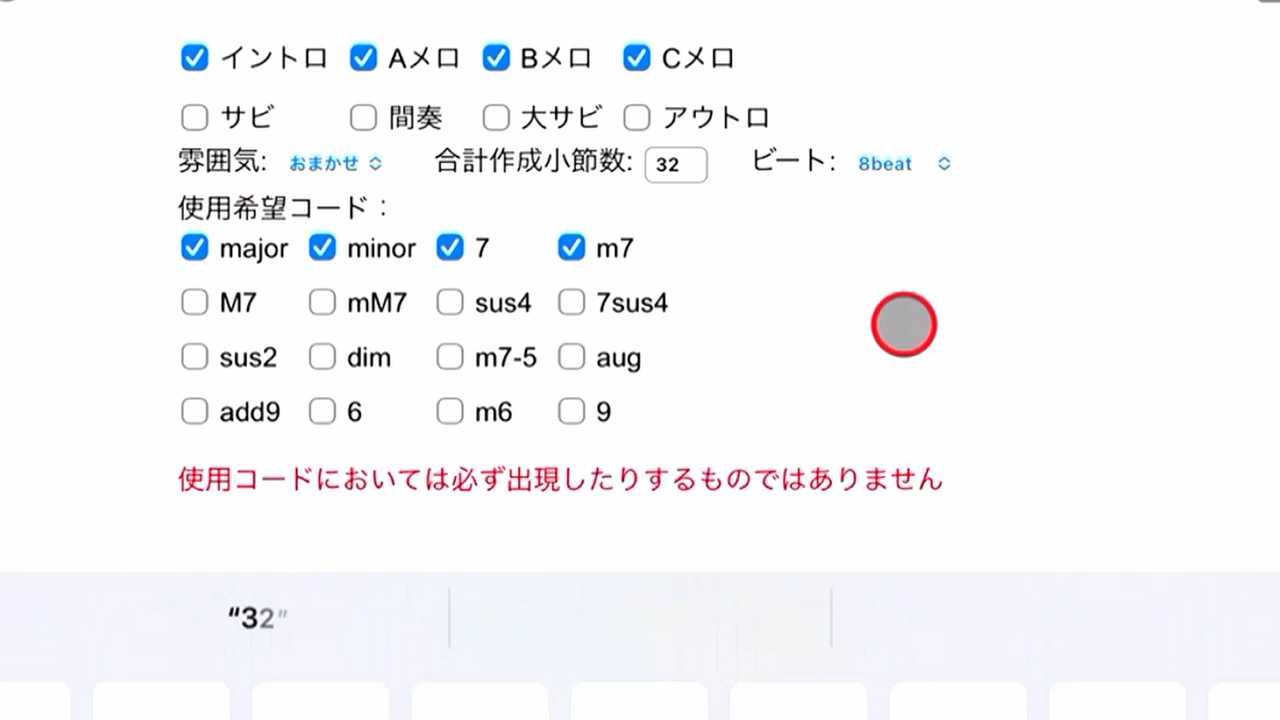 イントロ Aメロ Bメロ Cメロ
サビ 間奏 大サビ アウトロ
雰囲気: おまかせ 合計作成小節数: 32 ビート: 8beat
使用希望コード：
major minor 7 m7
M7 mM7 sus4 7sus4
sus2 dim m7-5 aug
add9 6 m6 9
使用コードにおいては必ず出現したりするものではありません
“32”